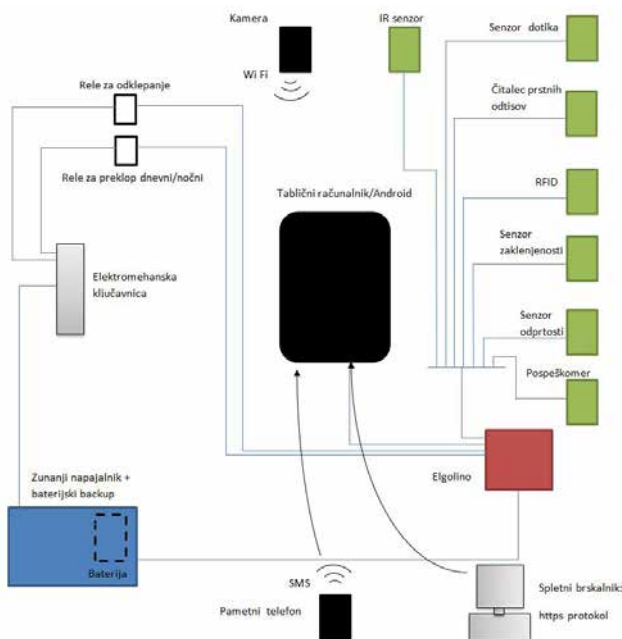 Kamera
IR senzor
Senzor dotika
Wi Fi
Rele za odklepanje
Čitalec prstnih
odtisov
Rele za preklop dnevni/nočni
RFID
Tablični računalnik/Android
Senzor
zaklenjenosti
Elektromehanska
ključavnica
Senzor
odprtosti
Pospeškomer
Zunanji napajalnik +
baterijski backup
Elgolino
Baterija
SMS
Pametni telefon
Spletni brskalnik:
https protokol